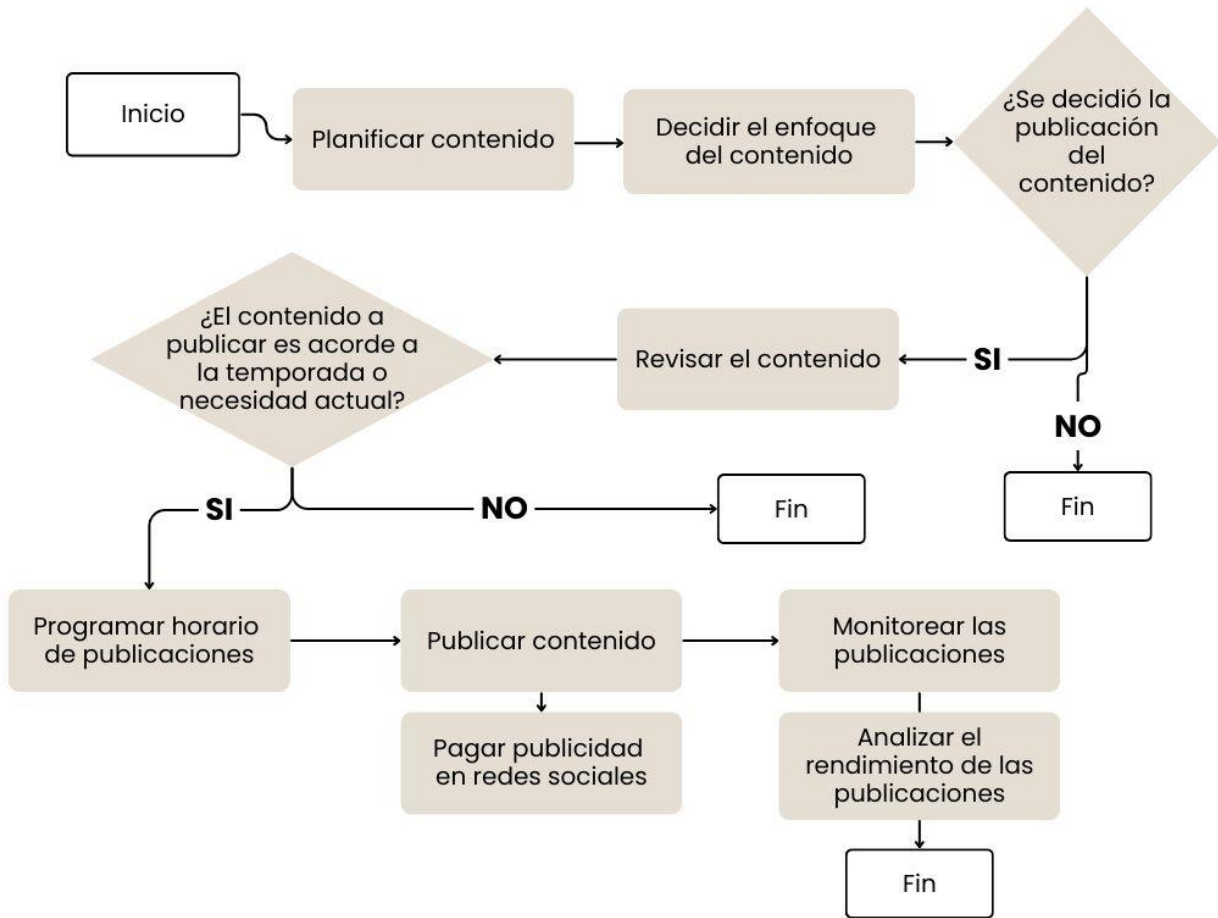 Inicio
Planificar contenido
Decidir el enfoque
del contenido
¿Se decidió la
publicación
del
contenido?
¿El contenido a
publicar es acorde a
la temporada o
necesidad actual?
Revisar el contenido
SI
NO
Fin
SI
NO
Fin
Programar horario
de publicaciones
Publicar contenido
Monitorear las
publicaciones
Pagar publicidad
en redes sociales
Analizar el
rendimiento de las
publicaciones
Fin